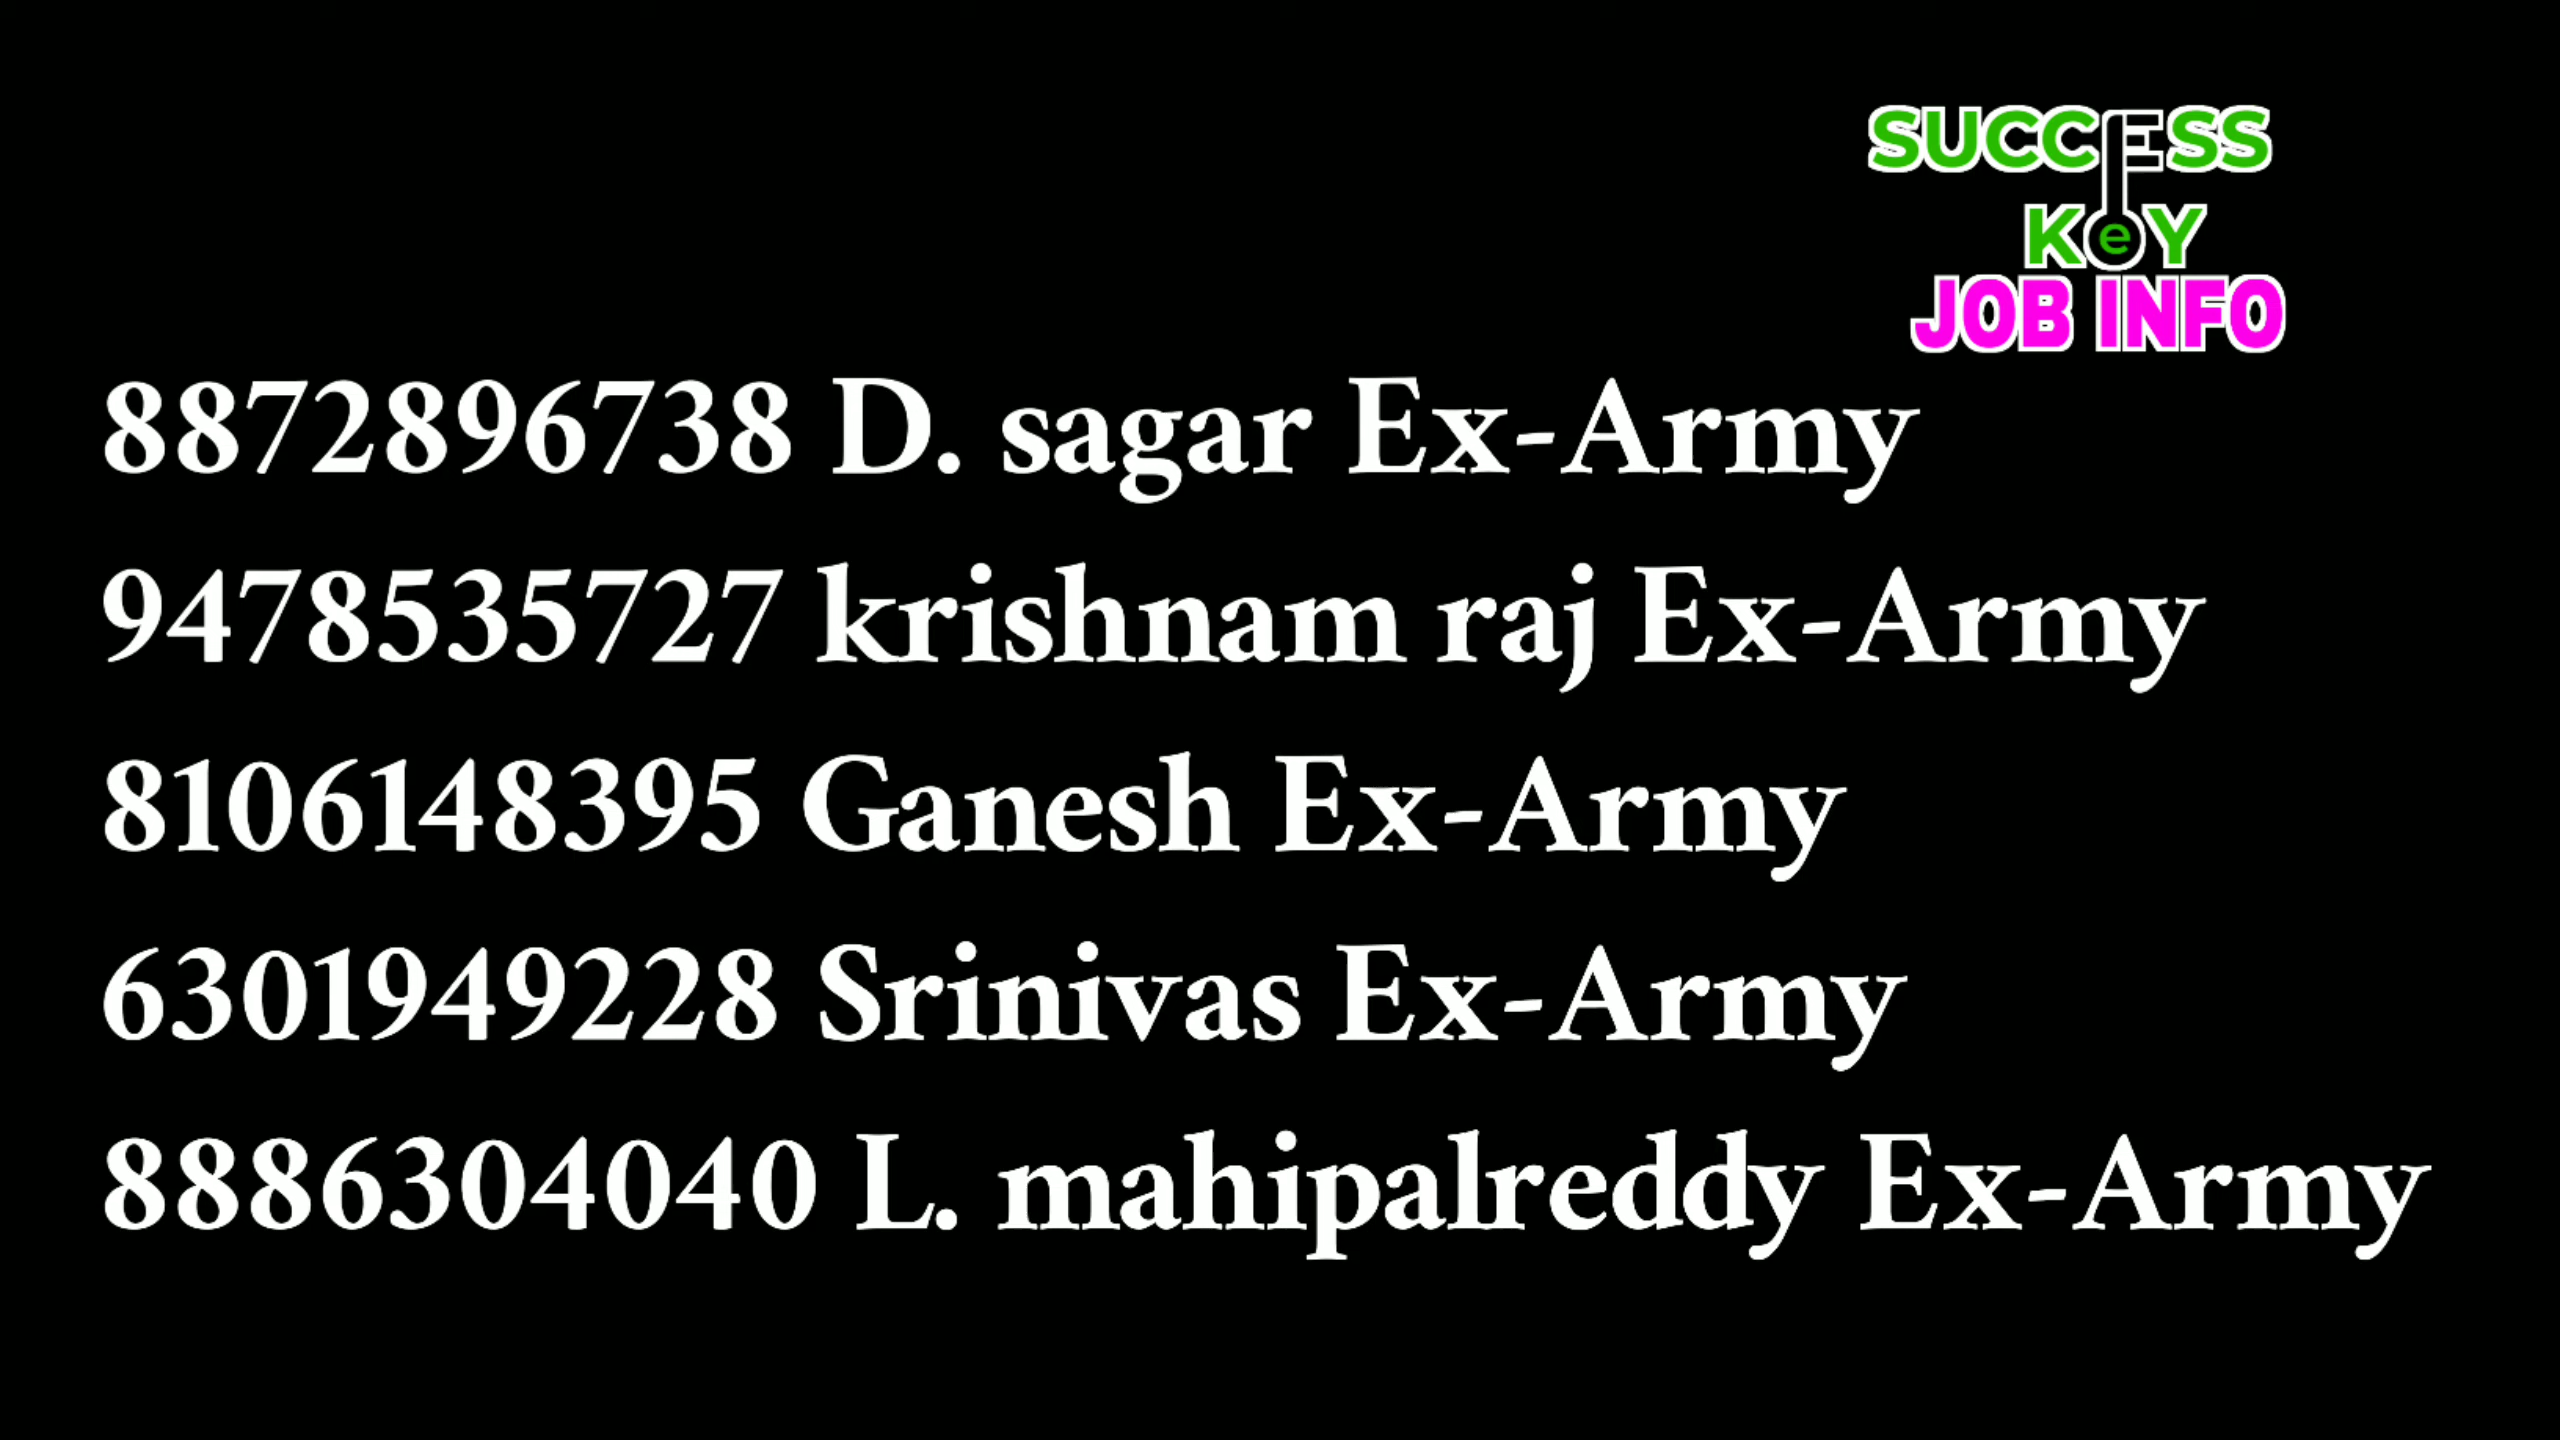 SUCCESS
KeY
JOB INFO
8872896738 D. sagar Ex-Army
9478535727 krishnam raj Ex-Army
8106148395 Ganesh Ex-Army
6301949228 Srinivas Ex-Army
8886304040 L. mahipalreddy Ex-Army